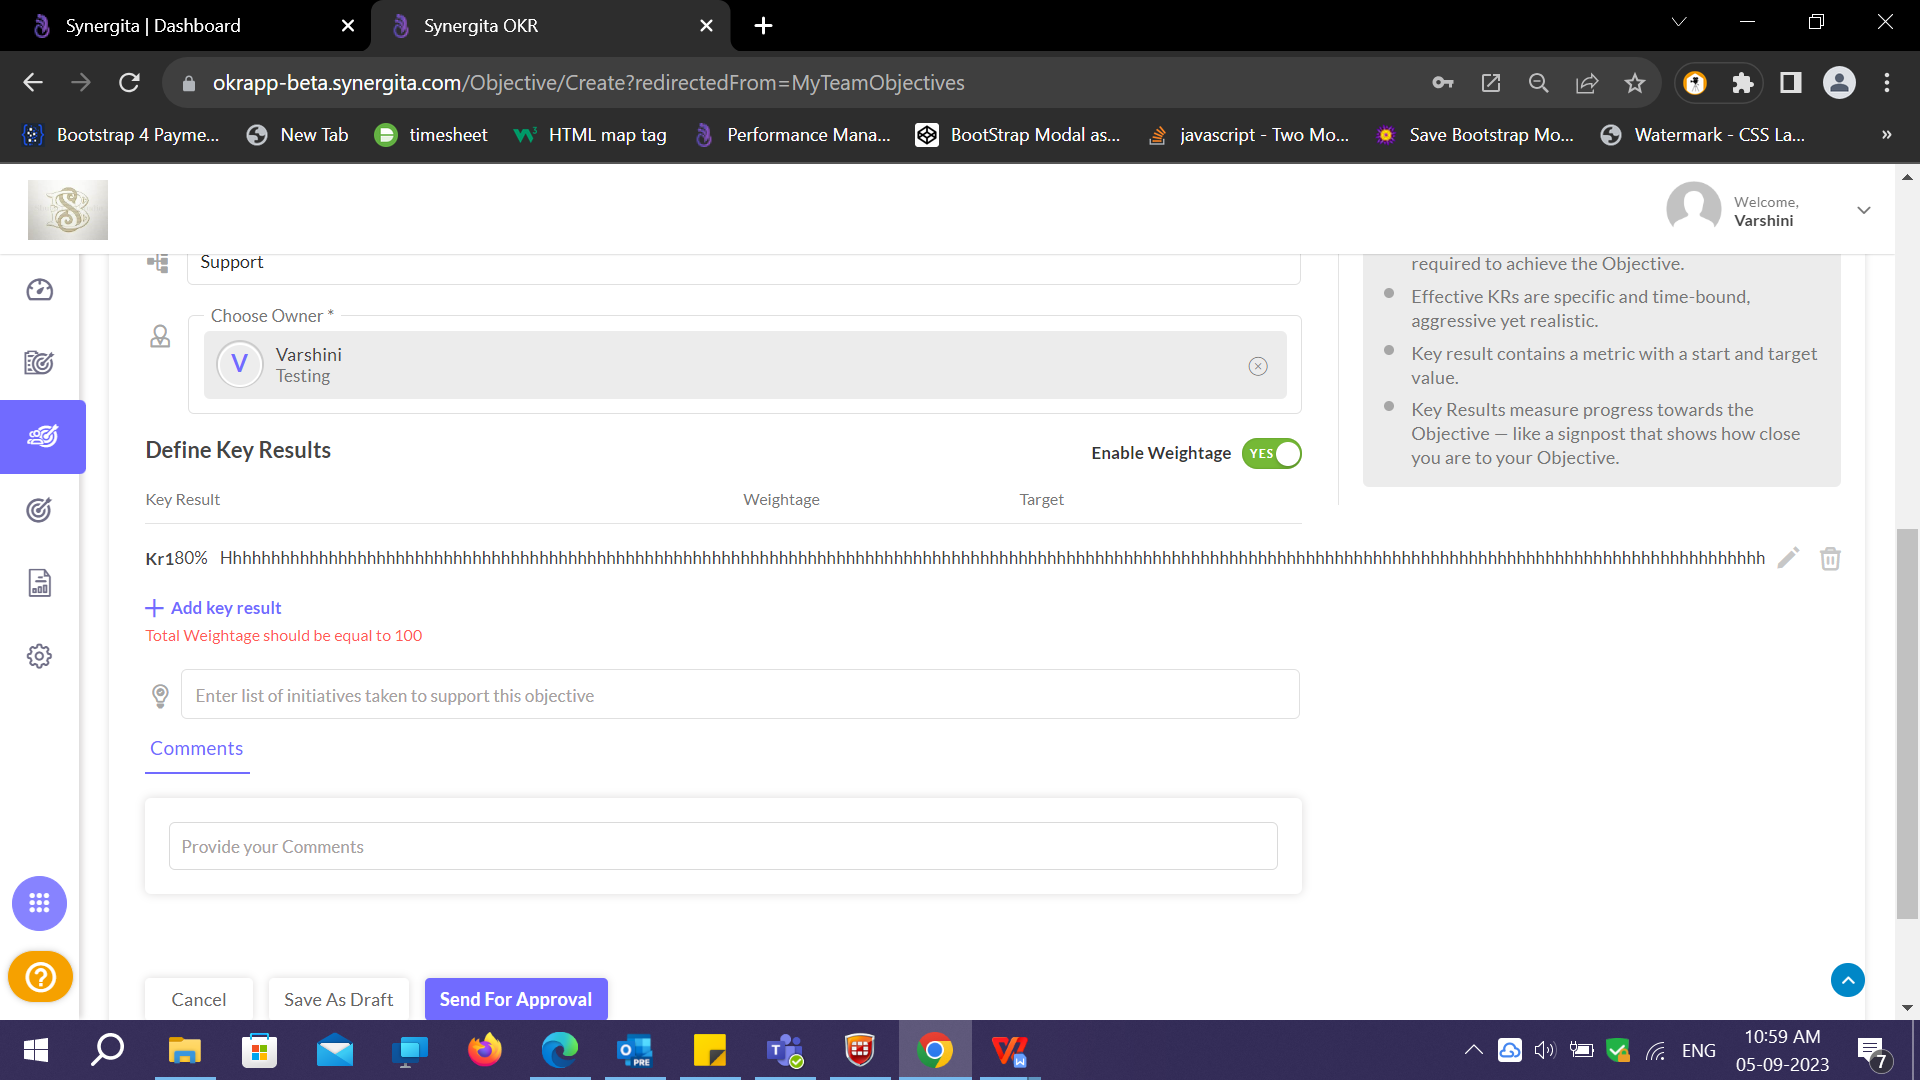 Synergita | Dashboard
Synergita OKR
okrapp-beta.synergita.com/Objective/Create?redirectedFrom=MyTeamObjectives
Bootstrap 4 Payme...
New Tab
timesheet
HTML map tag
Performance Mana...
BootStrap Modal as...
javascript - Two Mo...
Save Bootstrap Mo...
Watermark - CSS La...
»
Welcome,
Varshini
Support
Choose Owner *
V
Varshini
Testing
required to achieve the Objective.
Effective KRs are specific and time-bound,
aggressive yet realistic.
Key result contains a metric with a start and target
value.
Key Results measure progress towards the
Objective — like a signpost that shows how close
you are to your Objective.
Define Key Results
Enable Weightage
YES
Key Result
Weightage
Target
Kr180%
+ Add key result
Total Weightage should be equal to 100
Enter list of initiatives taken to support this objective
Comments
Provide your Comments
Cancel
Save As Draft
Send For Approval
PRE
ENG
10:59 AM
05-09-2023
7